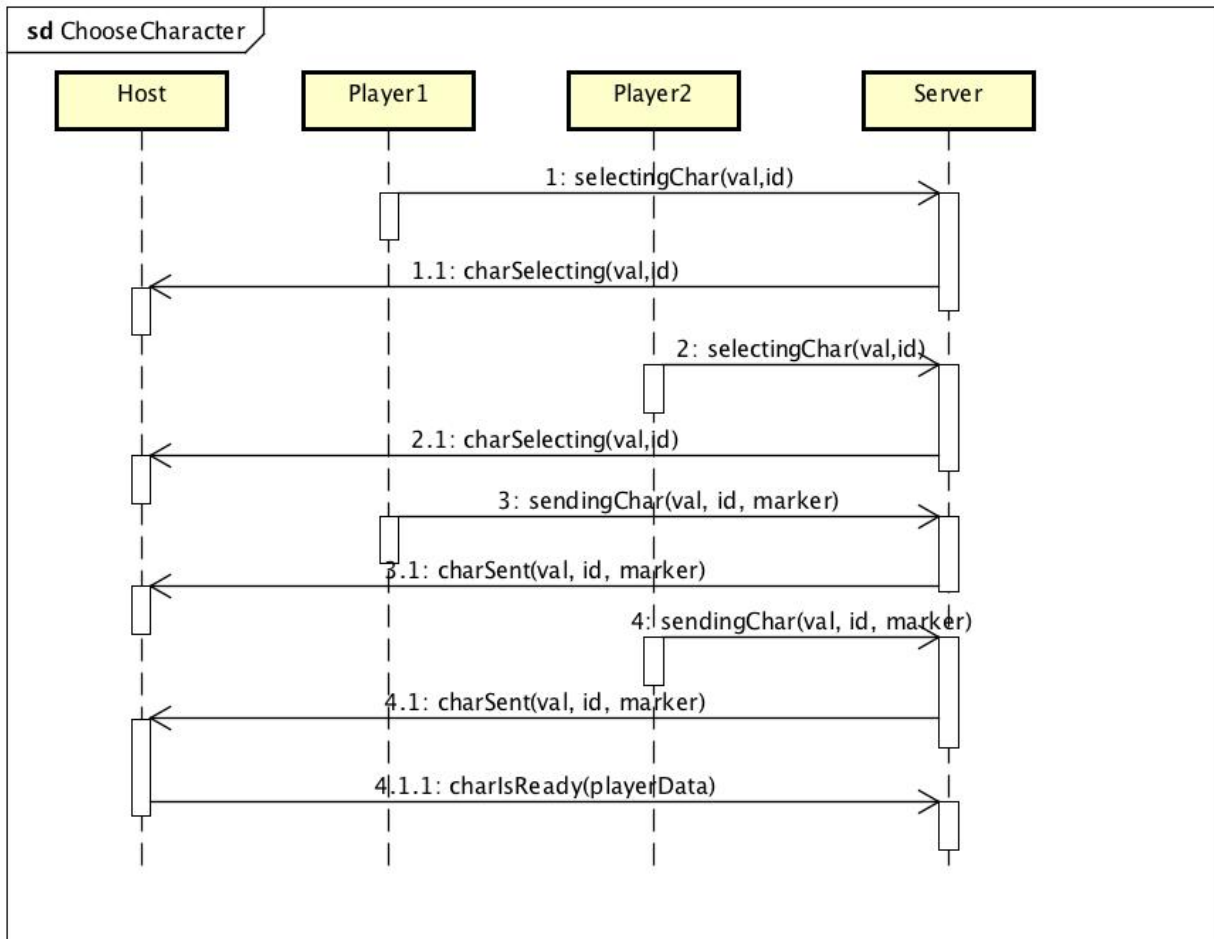 sd ChooseCharacter
Host
Player1
Player2
Server
1: selectingChar(val,id)
1.1: charSelecting(val,id)
2: selectingChar(val,id)
2.1: charSelecting(val,id)
3: sendingChar(val, id, marker)
3.1: charSent(val, id, marker)
4: sendingChar(val, id, marker)
4.1: charSent(val, id, marker)
4.1.1: charIsReady(playerData)